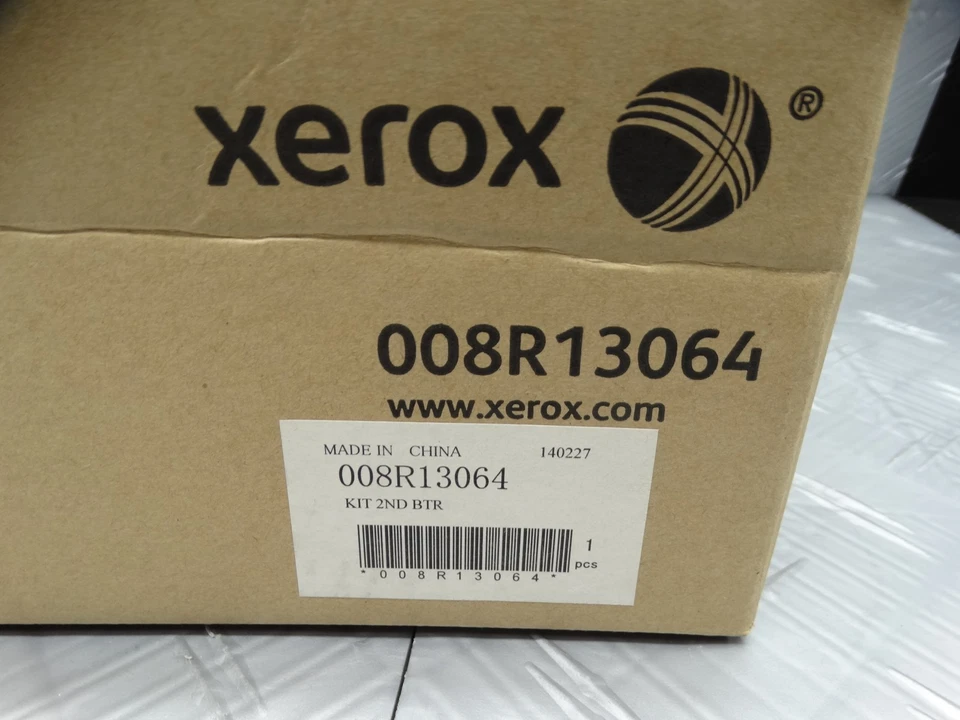 xerox ®
008R13064
www.xerox.com
MADE IN CHINA 140227
008R13064
KIT 2ND BTR
1
pcs
*008R13064*